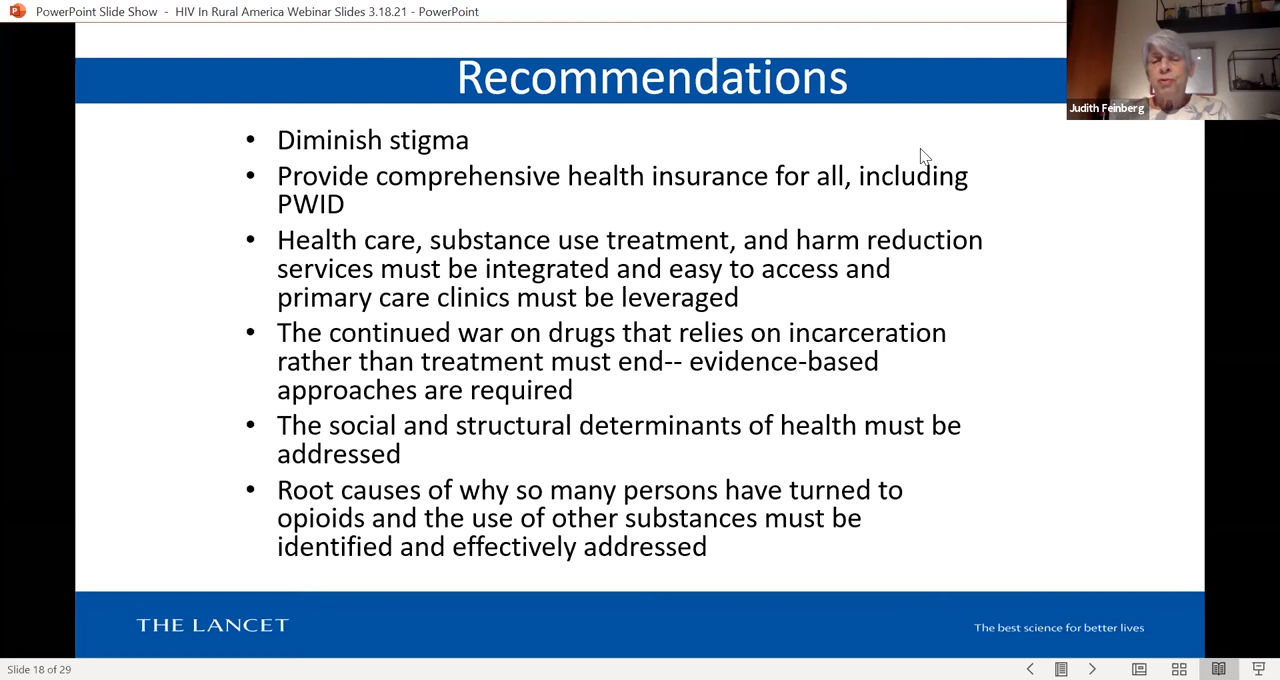 PowerPoint Slide Show - HIV In Rural America Webinar Slides 3.18.21 - PowerPoint
Recommendations
Judith Feinberg
• Diminish stigma
• Provide comprehensive health insurance for all, including
PWID
• Health care, substance use treatment, and harm reduction
services must be integrated and easy to access and
primary care clinics must be leveraged
• The continued war on drugs that relies on incarceration
rather than treatment must end-- evidence-based
approaches are required
• The social and structural determinants of health must be
addressed
• Root causes of why so many persons have turned to
opioids and the use of other substances must be
identified and effectively addressed
THE LANCET
The best science for better lives
Slide 18 of 29